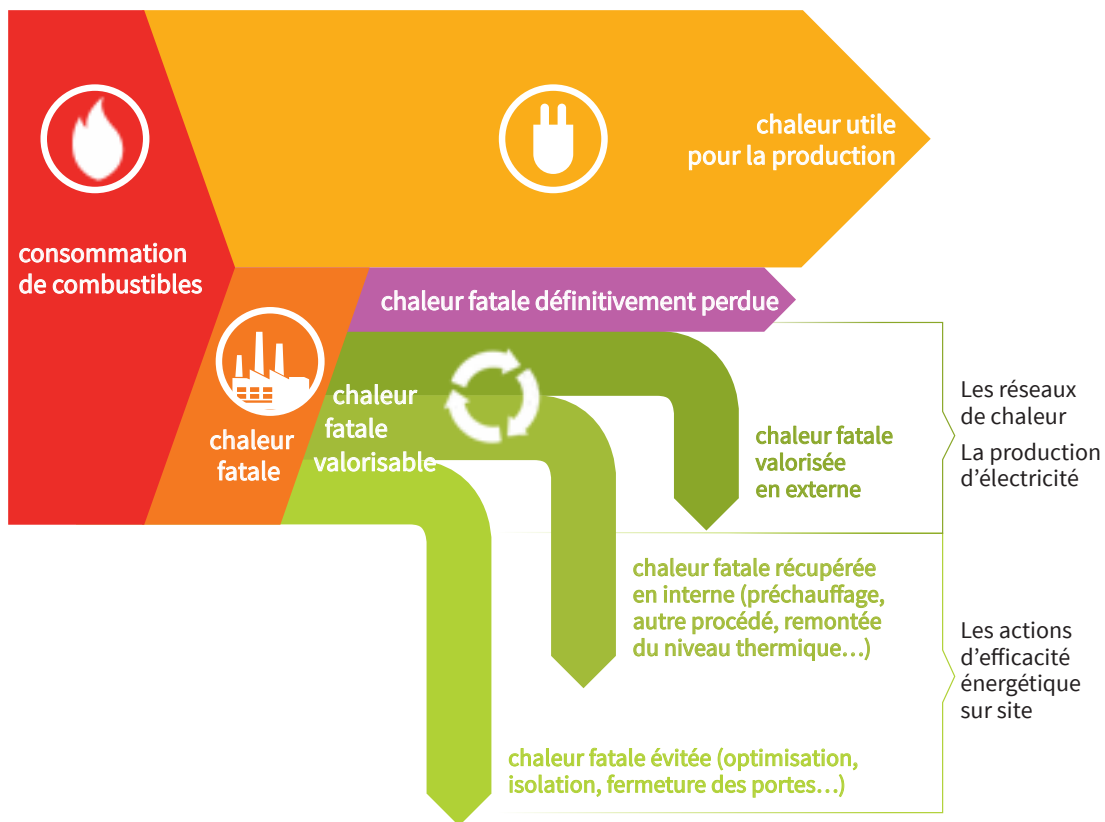 chaleur utile
pour la production
consommation
de combustibles
chaleur fatale définitivement perdue
chaleur
fatale
valorisable
chaleur
fatale
chaleur fatale
valorisée
en externe
Les réseaux
de chaleur
La production
d’électricité
chaleur fatale récupérée
en interne (préchauffage,
autre procédé, remontée
du niveau thermique…)
Les actions
d’efficacité
énergétique
sur site
chaleur fatale évitée (optimisation,
isolation, fermeture des portes…)